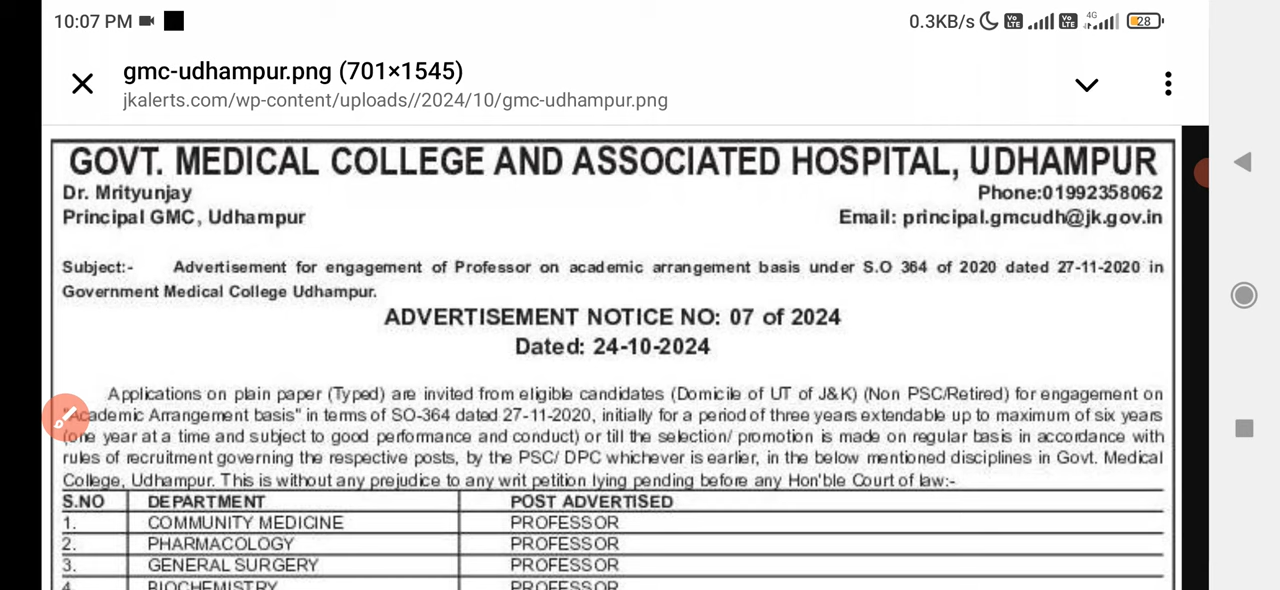 10:07 PM
0.3KB/s Vo LTE Vo LTE 4G 28
gmc-udhampur.png (701×1545)
jkalerts.com/wp-content/uploads//2024/10/gmc-udhampur.png
GOVT. MEDICAL COLLEGE AND ASSOCIATED HOSPITAL, UDHAMPUR
Dr. Mrityunjay Phone:01992358062
Principal GMC, Udhampur Email: principal.gmcudh@jk.gov.in
Subject:- Advertisement for engagement of Professor on academic arrangement basis under S.O 364 of 2020 dated 27-11-2020 in
Government Medical College Udhampur.
ADVERTISEMENT NOTICE NO: 07 of 2024
Dated: 24-10-2024
Applications on plain paper (Typed) are invited from eligible candidates (Domicile of UT of J&K) (Non PSC/Retired) for engagement on
"Academic Arrangement basis" in terms of SO-364 dated 27-11-2020, initially for a period of three years extendable up to maximum of six years
(one year at a time and subject to good performance and conduct) or till the selection/ promotion is made on regular basis in accordance with
rules of recruitment governing the respective posts, by the PSC/ DPC whichever is earlier, in the below mentioned disciplines in Govt. Medical
College, Udhampur. This is without any prejudice to any writ petition lying pending before any Hon'ble Court of law:-
S.NO DEPARTMENT POST ADVERTISED
1. COMMUNITY MEDICINE PROFESSOR
2. PHARMACOLOGY PROFESSOR
3. GENERAL SURGERY PROFESSOR
4. BIOCHEMISTRY PROFESSOR